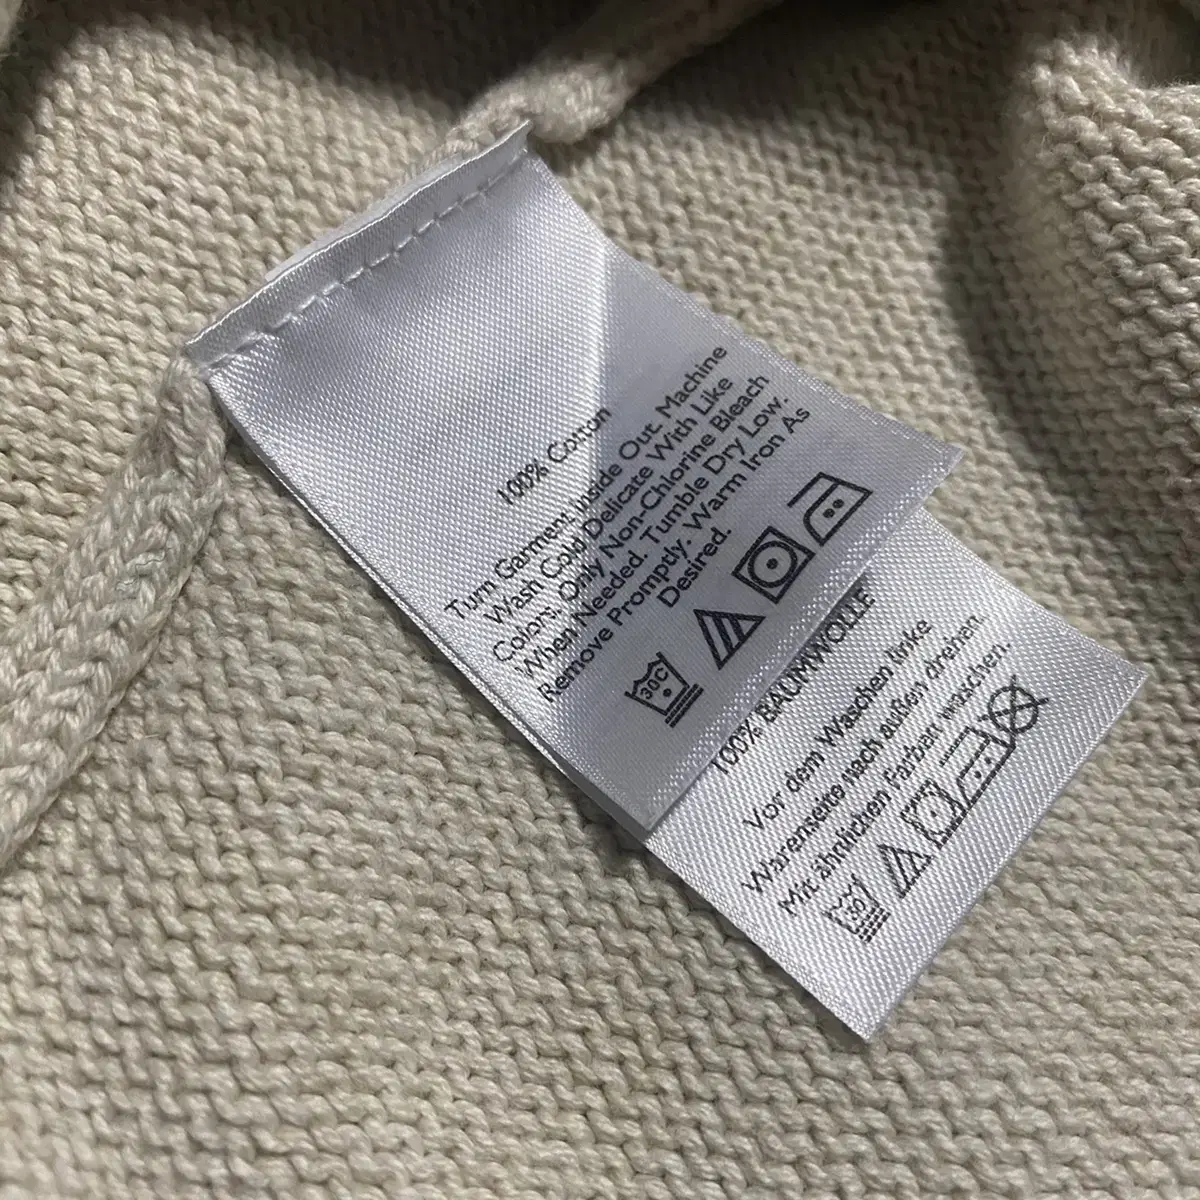 100% Cotton
Turn Garment Inside Out. Machine
Wash Cold Delicate With Like
Colors. Only Non-Chlorine Bleach
When Needed. Tumble Dry Low.
Remove Promptly. Warm Iron As
Desired.
30C
100% BAUMWOLLE
Vor dem Waschen linke
Warenseite nach außen drehen.
Mit ähnlichen Farben waschen.
30